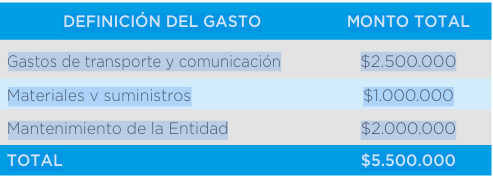 DEFINICIÓN DEL GASTO MONTO TOTAL
Gastos de transporte y comunicación $2.500.000
Materiales y suministros $1.000.000
Mantenimiento de la Entidad $2.000.000
TOTAL $5.500.000